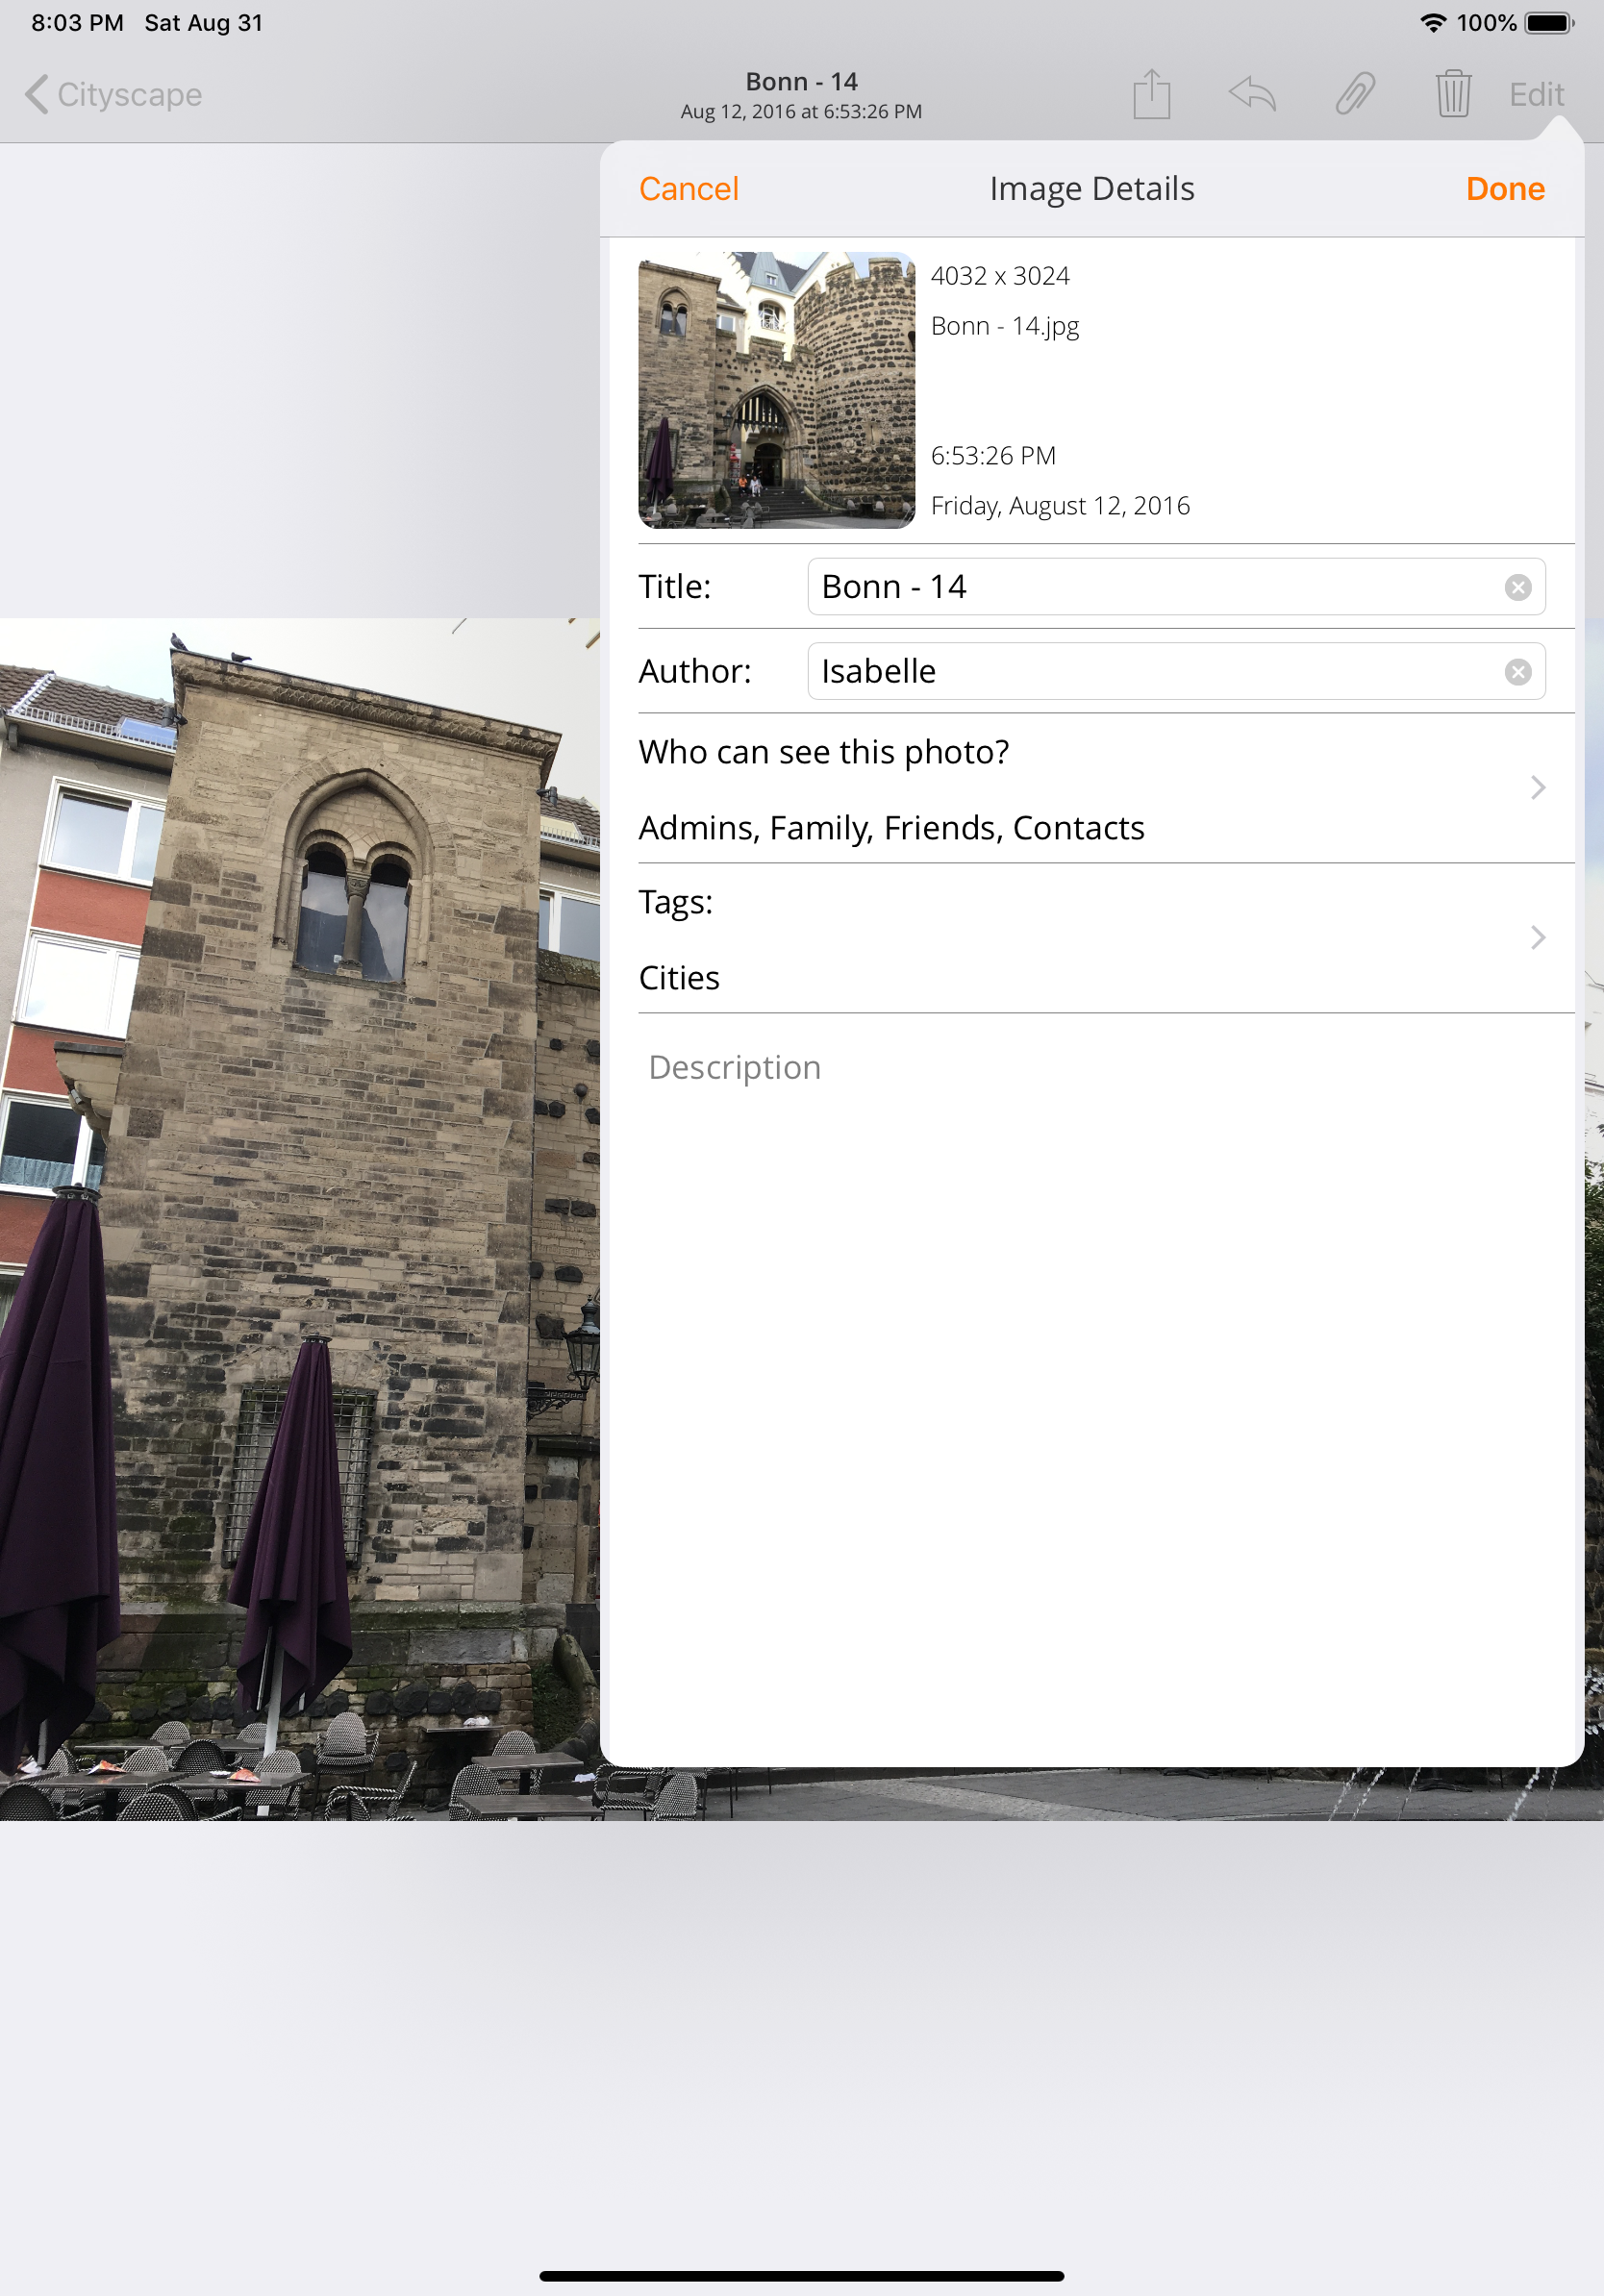 8:03 PM Sat Aug 31
100%
Cityscape
Bonn - 14
Aug 12, 2016 at 6:53:26 PM
Edit
Cancel
Image Details
Done
4032 x 3024
Bonn - 14.jpg
6:53:26 PM
Friday, August 12, 2016
Title:
Bonn - 14
Author:
Isabelle
Who can see this photo?
Admins, Family, Friends, Contacts
Tags:
Cities
Description